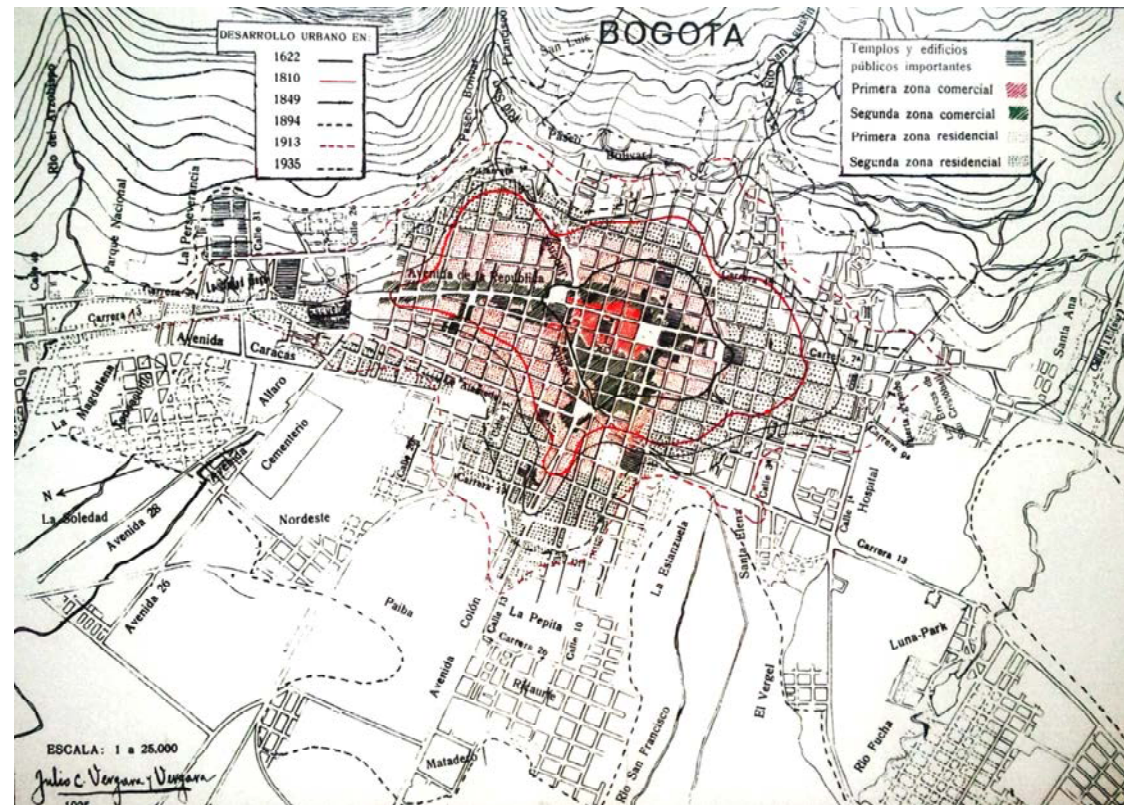 BOGOTA
DESARROLLO URBANO EN:
1622
1810
1849
1894
1913
1935
Templos y edificios
públicos importantes
Primera zona comercial
Segunda zona comercial
Primera zona residencial
Segunda zona residencial
Río del Arzobispo
Parque Nacional
La Perseverancia
Calle 31
Calle 26
Paseo Bolívar
San Luis
Paseo
Bolívar
Santa Ana
Avenida de la República
Carrera 13
Avenida
Caracas
La
Magdalena
Alfaro
Cementerio
N
La Soledad
Avenida 28
Avenida 26
Nordeste
Paiba
Colón
Avenida
Calle 13
La Pepita
Carrera 20
Calle 10
Ricaurte
Matadero
La Estanzuela
Santa Elena
Río San Francisco
El Vergel
Hospital
Calle 1ª
Carrera 13
Luna-Park
Río Fucha
ESCALA: 1 a 25.000
Julio C. Vergara y Vergara